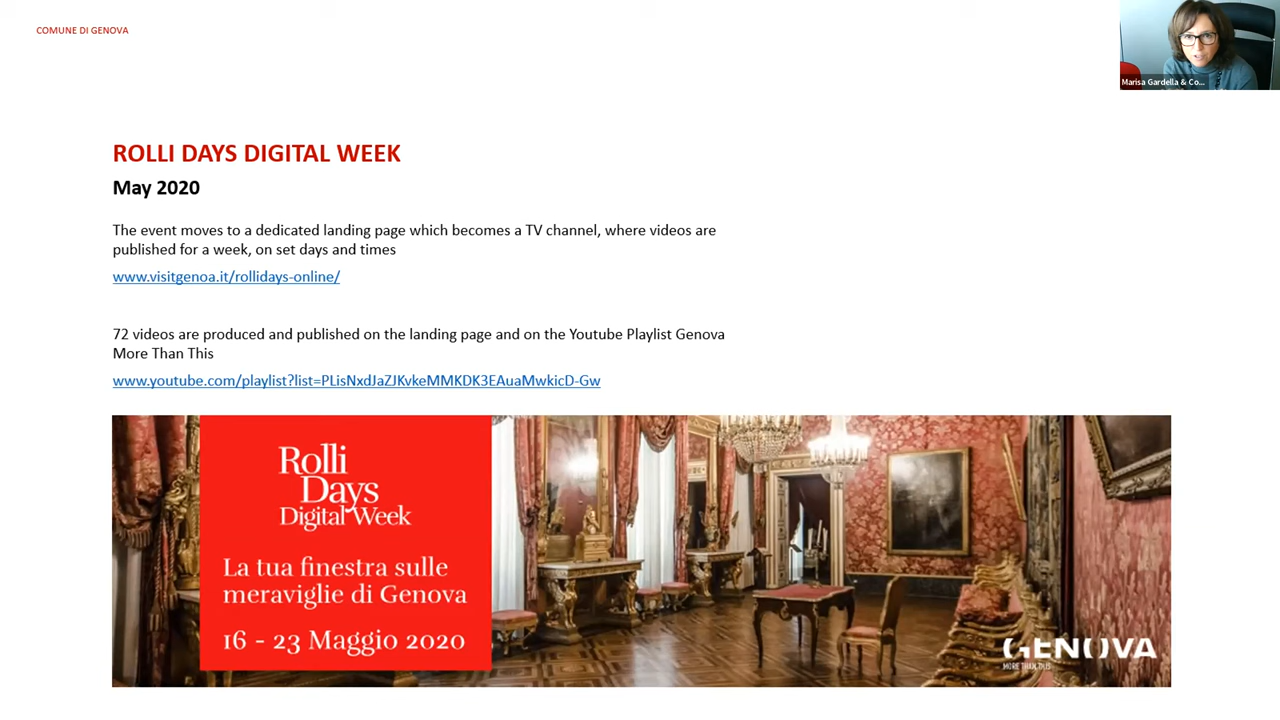 COMUNE DI GENOVA
Marisa Gardella & Co...
ROLLI DAYS DIGITAL WEEK
May 2020
The event moves to a dedicated landing page which becomes a TV channel, where videos are
published for a week, on set days and times
www.visitgenoa.it/rollidays-online/
72 videos are produced and published on the landing page and on the Youtube Playlist Genova
More Than This
www.youtube.com/playlist?list=PLisNxdJaZJKvkeMMKDK3EAuaMwkicD-Gw
Rolli
Days
Digital Week
La tua finestra sulle
meraviglie di Genova
16 - 23 Maggio 2020
GENOVA
MORE THAN THIS